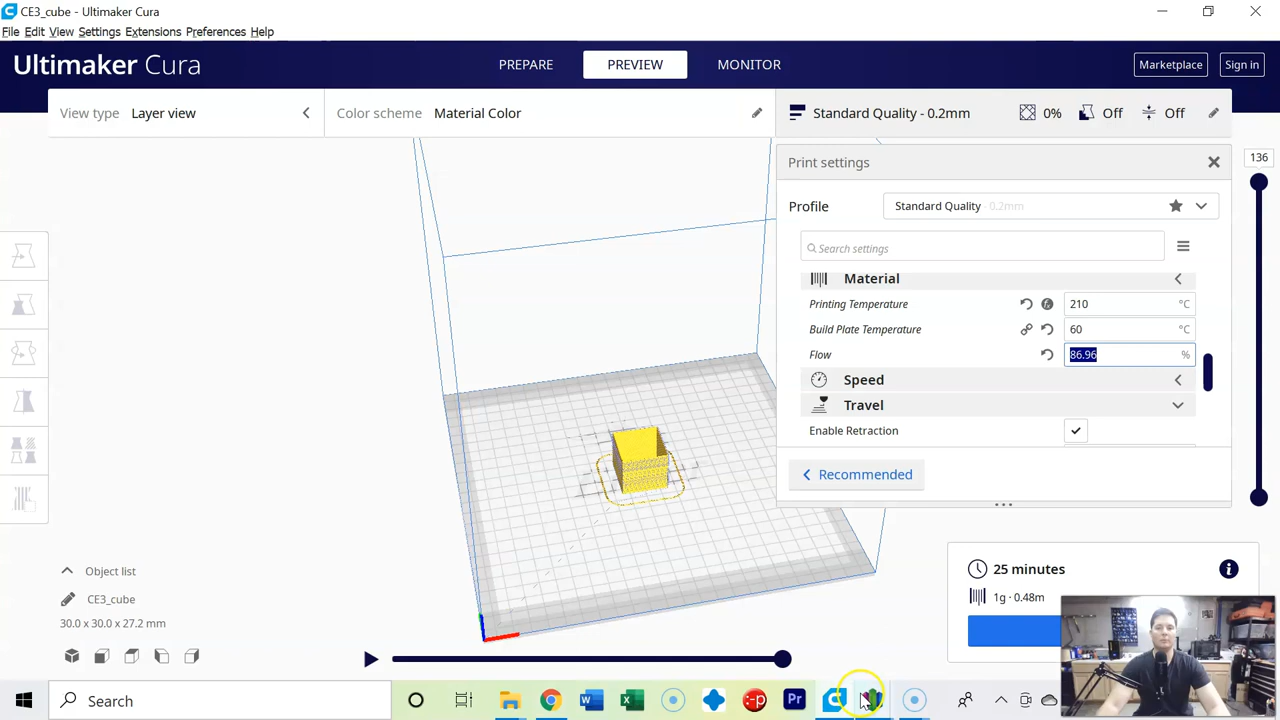 CE3_cube - Ultimaker Cura
File Edit View Settings Extensions Preferences Help
Ultimaker Cura
PREPARE
PREVIEW
MONITOR
Marketplace
Sign in
View type Layer view
Color scheme Material Color
Standard Quality - 0.2mm
0%
Off
Off
Print settings
136
Profile
Standard Quality 0.2mm
Search settings
Material
Printing Temperature
210 °C
Build Plate Temperature
60 °C
Flow
86.96 %
Speed
Travel
Enable Retraction
Recommended
Object list
CE3_cube
30.0 x 30.0 x 27.2 mm
25 minutes
1g · 0.48m
Search